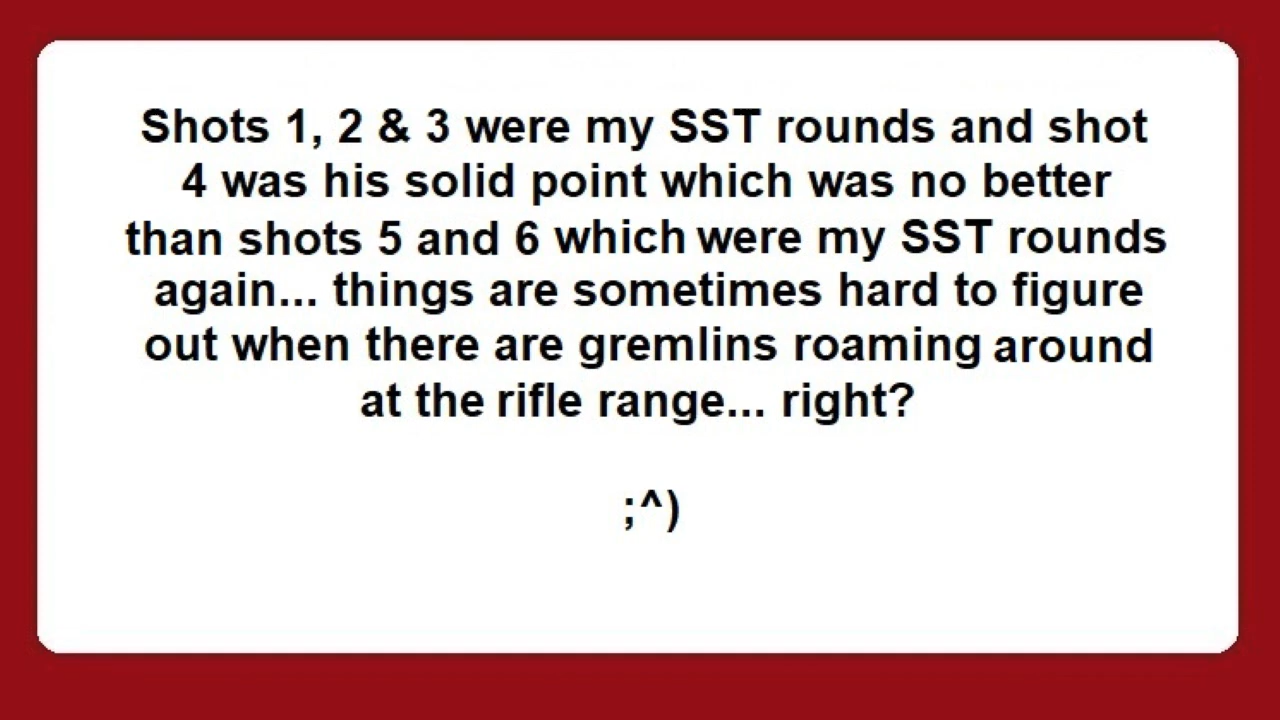 Shots 1, 2 & 3 were my SST rounds and shot
4 was his solid point which was no better
than shots 5 and 6 which were my SST rounds
again... things are sometimes hard to figure
out when there are gremlins roaming around
at the rifle range... right?
;^)